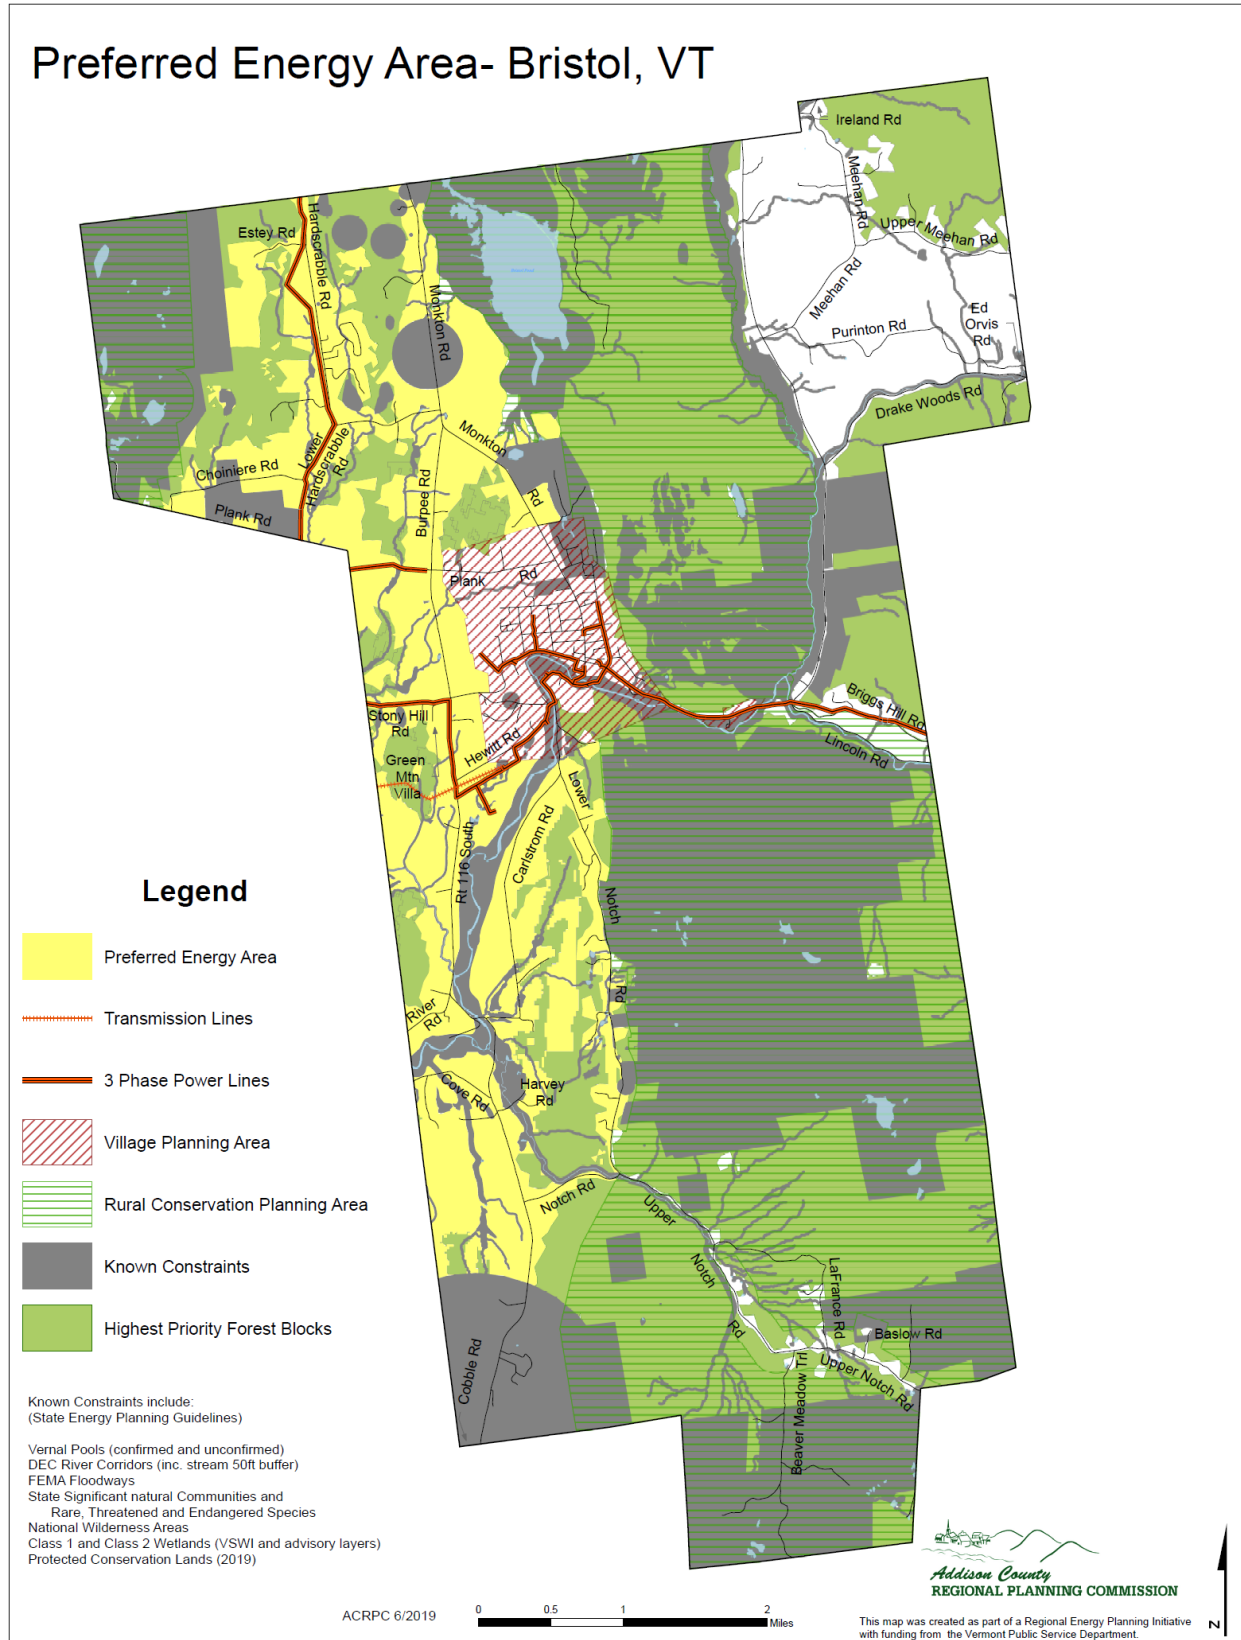 Preferred Energy Area- Bristol, VT
Ireland Rd
Meehan Rd
Upper Meehan Rd
Estey Rd
Hardscrabble Rd
Meehan Rd
Monkton Rd
Purinton Rd
Ed
Orvis
Rd
Drake Woods Rd
Monkton
Rd
Lower
Hardscrabble
Rd
Choiniere Rd
Burpee Rd
Plank Rd
Plank
Rd
Briggs Hill Rd
Lincoln Rd
Stony Hill
Rd
Green
Mtn
Villa
Hewitt Rd
Lower
Carlstrom Rd
Rt 116 South
Notch
Rd
River
Rd
Cove Rd
Harvey
Rd
Notch Rd
Upper
Notch
Rd
LaFrance Rd
Baslow Rd
Upper Notch Rd
Beaver Meadow Trl
Cobble Rd
Legend
Preferred Energy Area
Transmission Lines
3 Phase Power Lines
Village Planning Area
Rural Conservation Planning Area
Known Constraints
Highest Priority Forest Blocks
Known Constraints include:
(State Energy Planning Guidelines)
Vernal Pools (confirmed and unconfirmed)
DEC River Corridors (inc. stream 50ft buffer)
FEMA Floodways
State Significant natural Communities and
Rare, Threatened and Endangered Species
National Wilderness Areas
Class 1 and Class 2 Wetlands (VSWI and advisory layers)
Protected Conservation Lands (2019)
ACRPC 6/2019
0 0.5 1 2
Miles
Addison County
REGIONAL PLANNING COMMISSION
This map was created as part of a Regional Energy Planning Initiative
with funding from the Vermont Public Service Department.
N